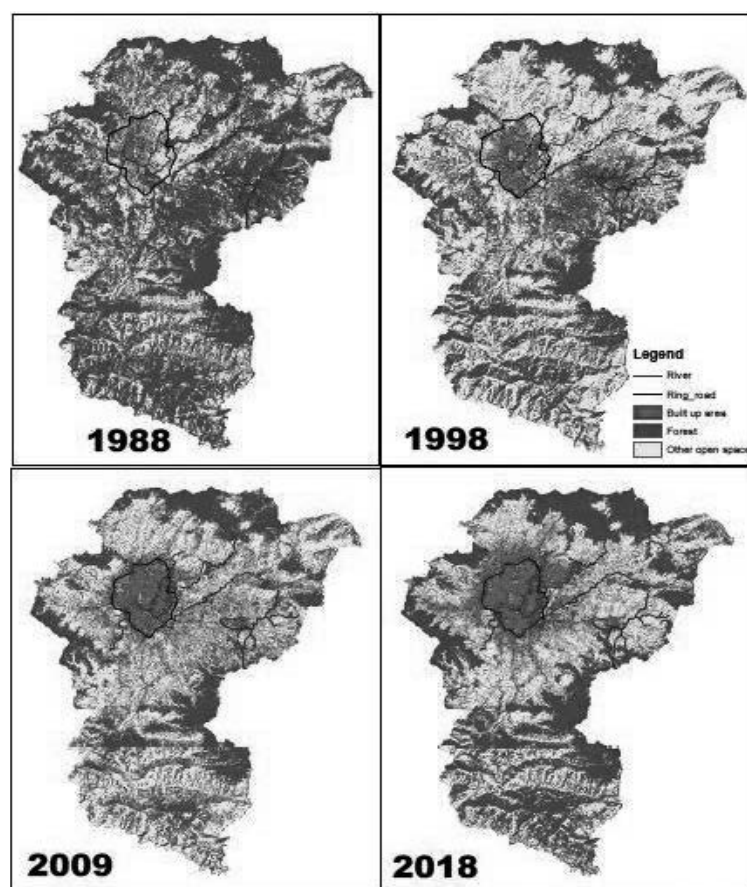 Legend
River
Ring_road
Built up area
Forest
Other open space
1988
1998
2009
2018